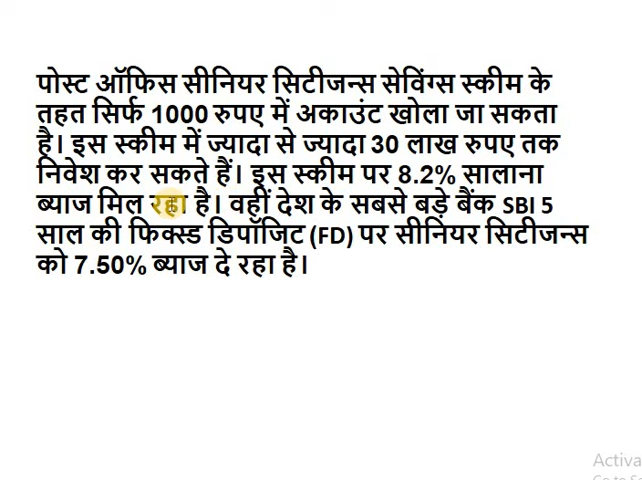 पोस्ट ऑफिस सीनियर सिटीजन्स सेविंग्स स्कीम के
तहत सिर्फ 1000 रुपए में अकाउंट खोला जा सकता
है। इस स्कीम में ज्यादा से ज्यादा 30 लाख रुपए तक
निवेश कर सकते हैं। इस स्कीम पर 8.2% सालाना
ब्याज मिल रहा है। वहीं देश के सबसे बड़े बैंक SBI 5
साल की फिक्स्ड डिपॉजिट (FD) पर सीनियर सिटीजन्स
को 7.50% ब्याज दे रहा है।
Activa